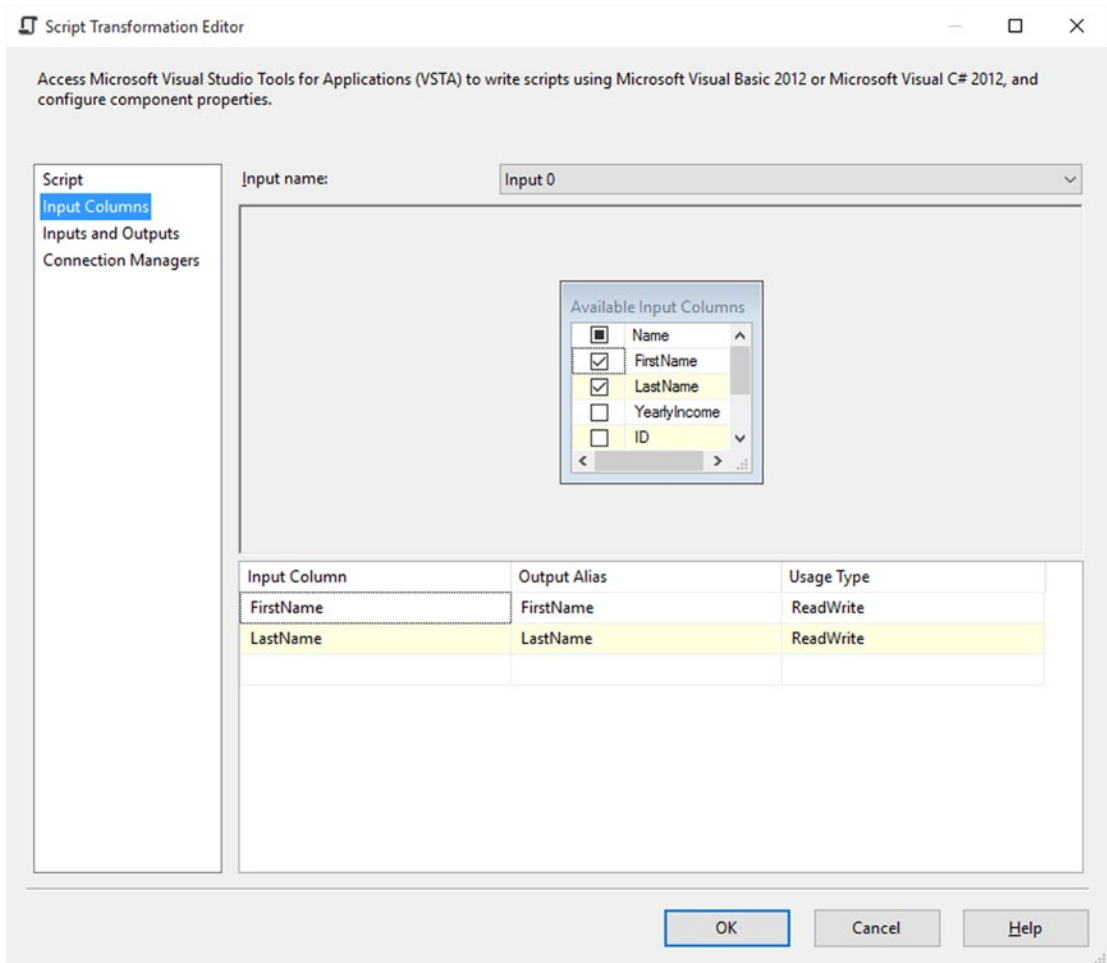 Script Transformation Editor
Access Microsoft Visual Studio Tools for Applications (VSTA) to write scripts using Microsoft Visual Basic 2012 or Microsoft Visual C# 2012, and
configure component properties.
Script
Input Columns
Inputs and Outputs
Connection Managers
Input name:
Input 0
Available Input Columns
Name
FirstName
LastName
YearlyIncome
ID
Input Column
Output Alias
Usage Type
FirstName
FirstName
ReadWrite
LastName
LastName
ReadWrite
OK
Cancel
Help